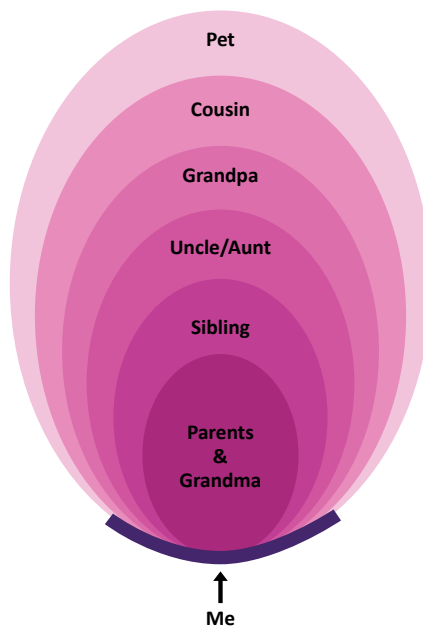 Pet
Cousin
Grandpa
Uncle/Aunt
Sibling
Parents
&
Grandma
Me